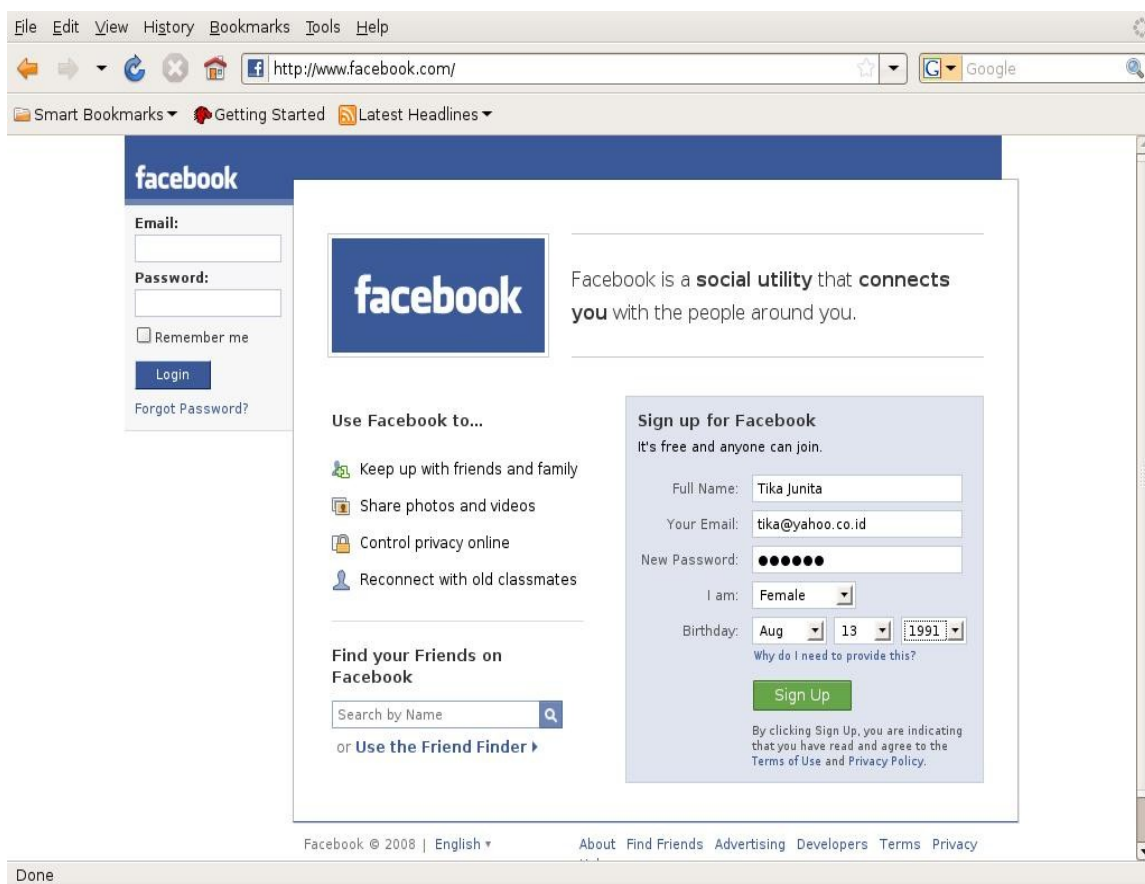 File Edit View History Bookmarks Tools Help
http://www.facebook.com/
G Google
Smart Bookmarks Getting Started Latest Headlines
facebook
Email:
Password:
Remember me
Login
Forgot Password?
facebook
Facebook is a social utility that connects
you with the people around you.
Use Facebook to...
Keep up with friends and family
Share photos and videos
Control privacy online
Reconnect with old classmates
Find your Friends on
Facebook
Search by Name
or Use the Friend Finder
Sign up for Facebook
It's free and anyone can join.
Full Name: Tika Junita
Your Email: tika@yahoo.co.id
New Password: ●●●●●●
I am: Female
Birthday: Aug 13 1991
Why do I need to provide this?
Sign Up
By clicking Sign Up, you are indicating
that you have read and agree to the
Terms of Use and Privacy Policy.
Facebook © 2008 | English
About Find Friends Advertising Developers Terms Privacy
Done